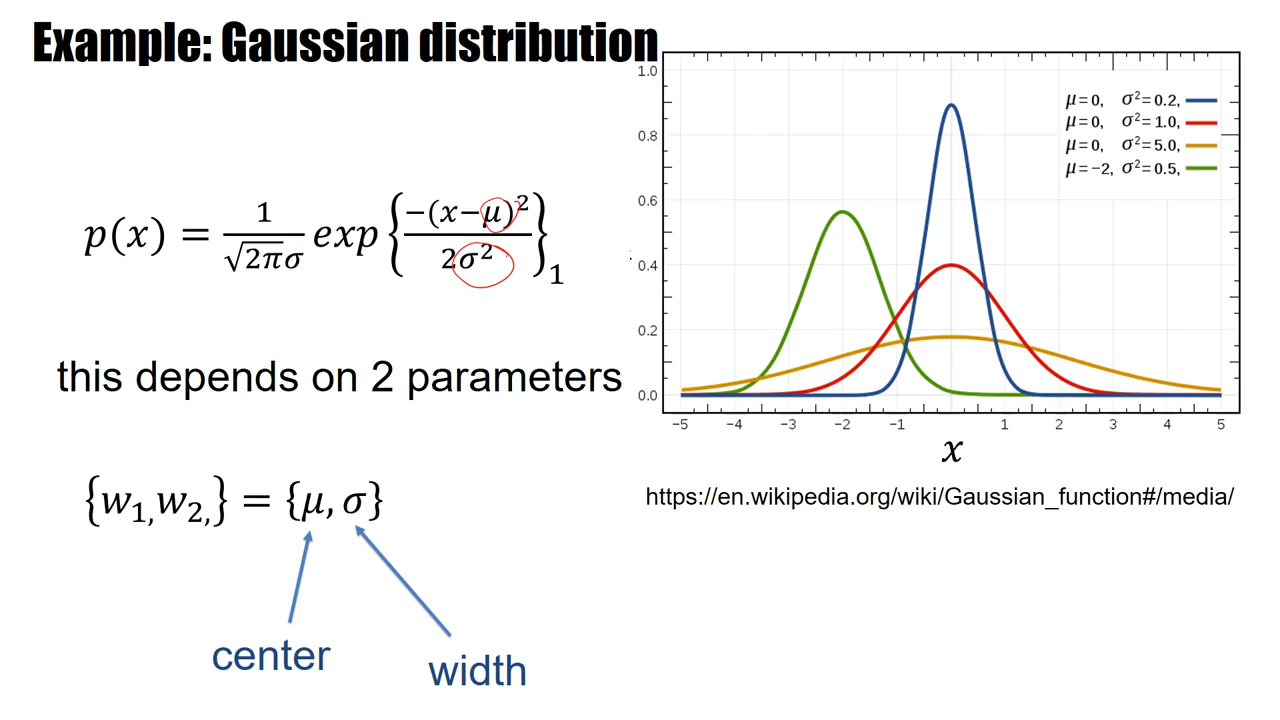 Example: Gaussian distribution
p(x) = 1/(√2π σ) exp {−(x−μ)²/2σ²}₁
this depends on 2 parameters
{w₁, w₂,} = {μ, σ}
center
width
1.0
0.8
0.6
0.4
0.2
0.0
μ=0, σ²=0.2,
μ=0, σ²=1.0,
μ=0, σ²=5.0,
μ=−2, σ²=0.5,
−5 −4 −3 −2 −1 0 1 2 3 4 5
x
https://en.wikipedia.org/wiki/Gaussian_function#/media/